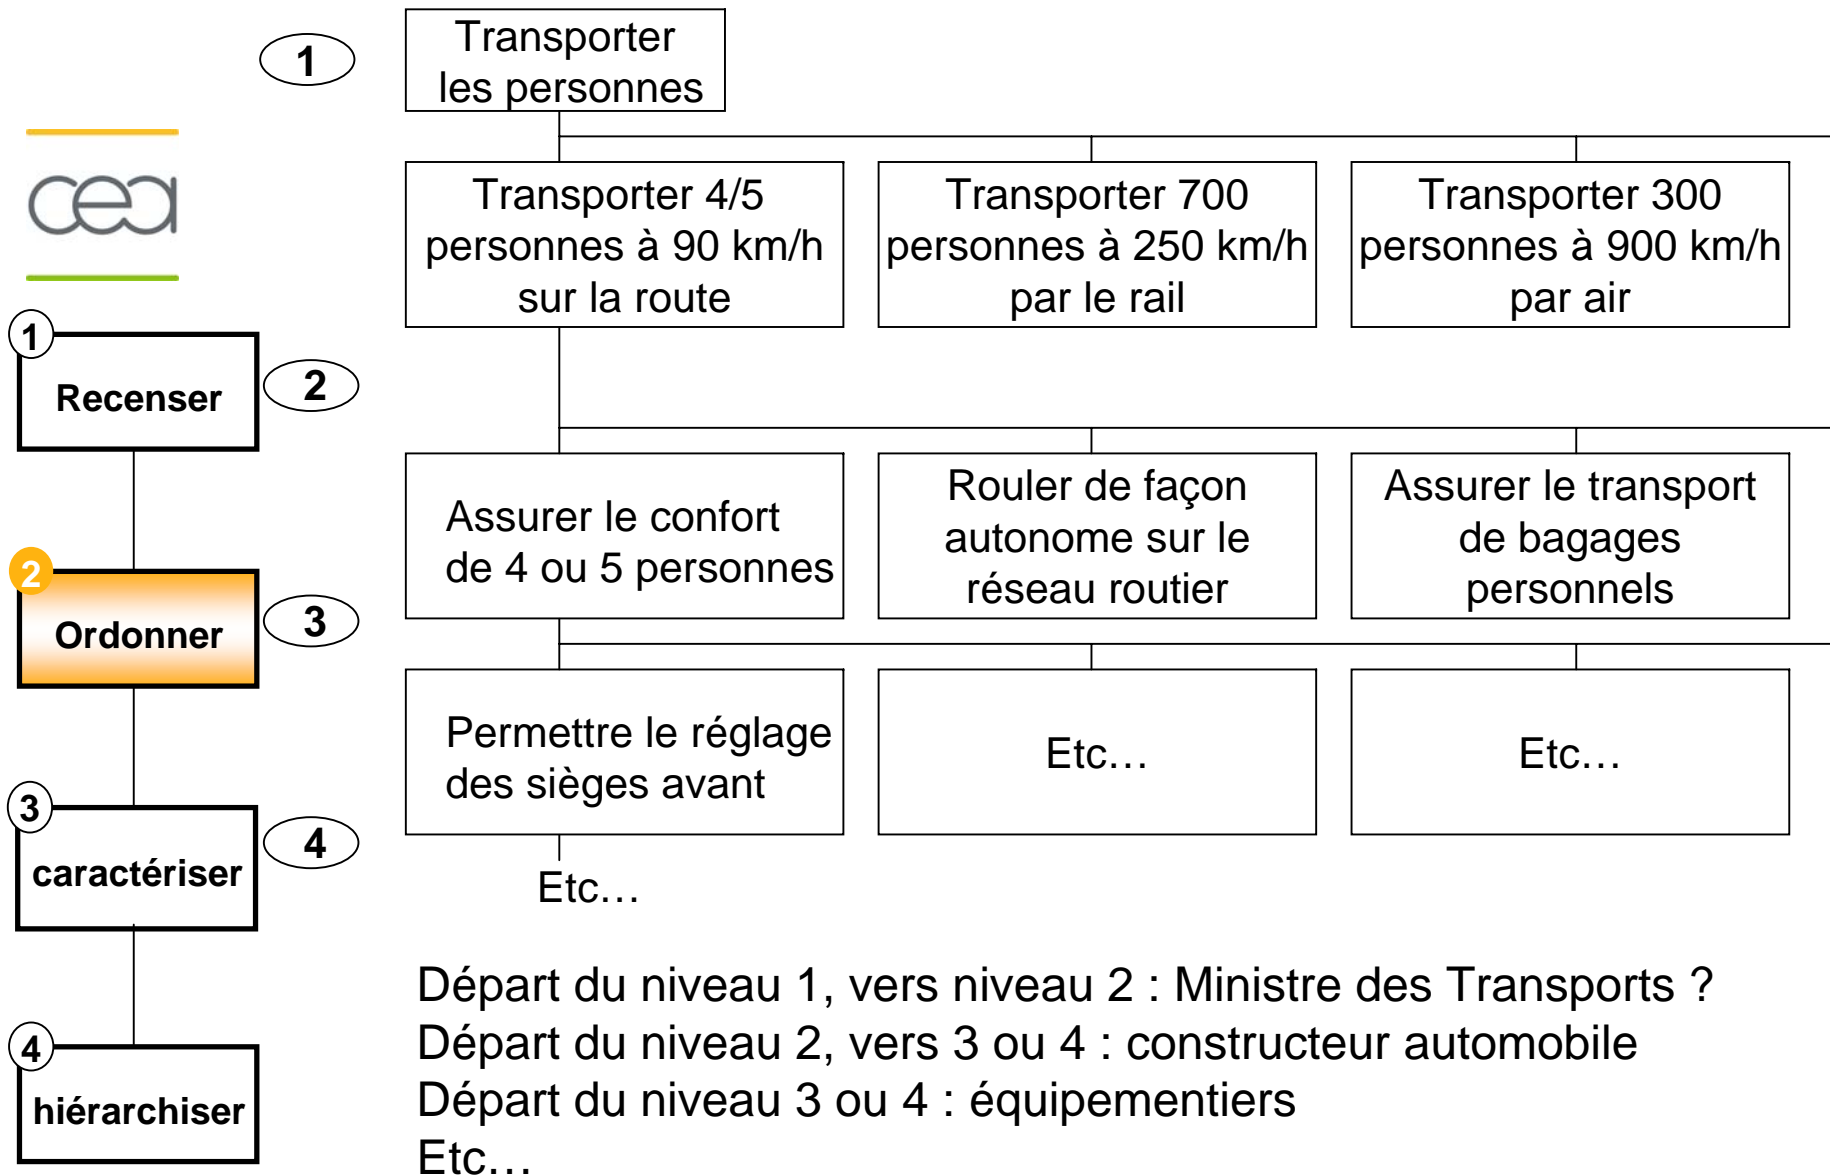 1
Transporter
les personnes
cea
Transporter 4/5
personnes à 90 km/h
sur la route
Transporter 700
personnes à 250 km/h
par le rail
Transporter 300
personnes à 900 km/h
par air
1
Recenser
2
Assurer le confort
de 4 ou 5 personnes
Rouler de façon
autonome sur le
réseau routier
Assurer le transport
de bagages
personnels
2
Ordonner
3
Permettre le réglage
des sièges avant
Etc…
Etc…
3
caractériser
4
Etc…
Départ du niveau 1, vers niveau 2 : Ministre des Transports ?
Départ du niveau 2, vers 3 ou 4 : constructeur automobile
Départ du niveau 3 ou 4 : équipementiers
Etc…
4
hiérarchiser